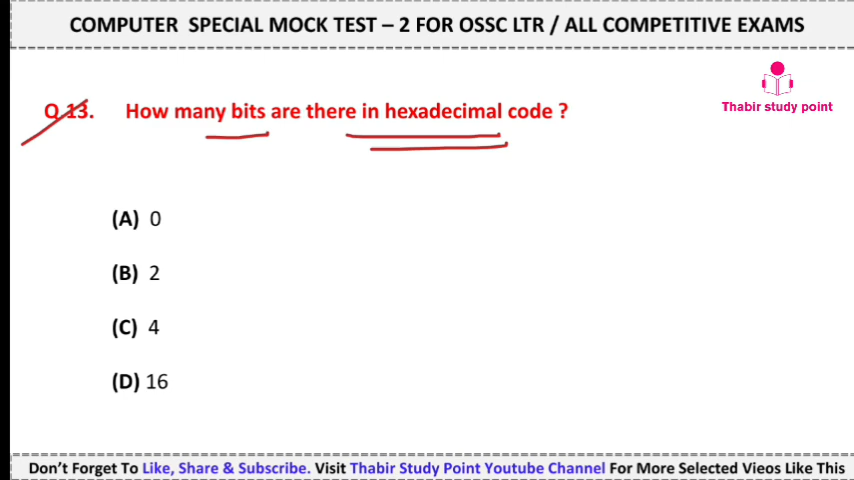 COMPUTER SPECIAL MOCK TEST – 2 FOR OSSC LTR / ALL COMPETITIVE EXAMS
Thabir study point
Q.13. How many bits are there in hexadecimal code ?
(A) 0
(B) 2
(C) 4
(D) 16
Don't Forget To Like, Share & Subscribe. Visit Thabir Study Point Youtube Channel For More Selected Vieos Like This